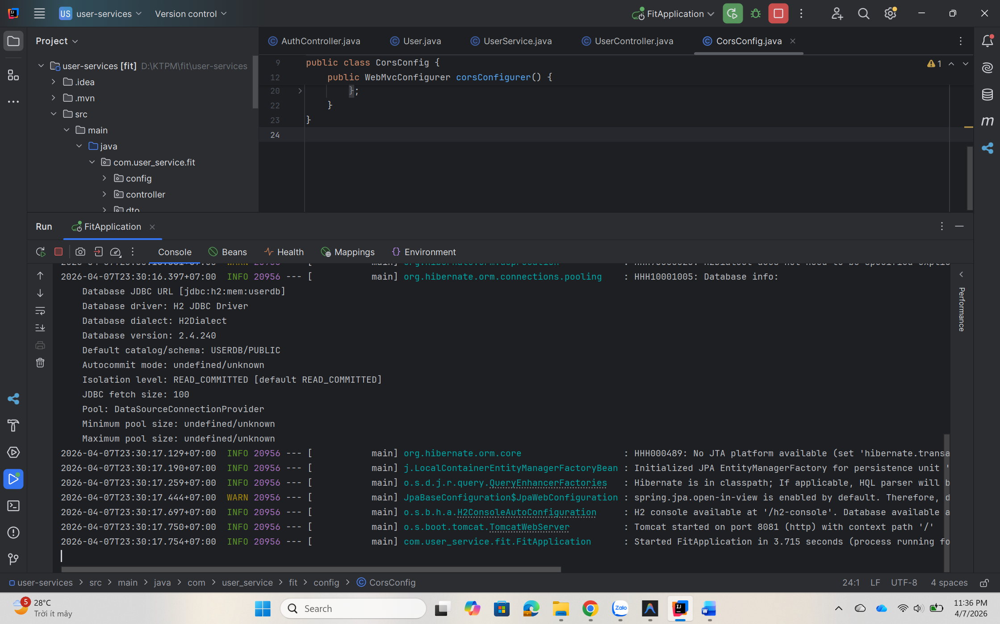 US user-services Version control FitApplication
Project
AuthController.java User.java UserService.java UserController.java CorsConfig.java
user-services [fit] D:\KTPM\fit\user-services
.idea
.mvn
src
main
java
com.user_service.fit
config
controller
dto
9 public class CorsConfig {
12 public WebMvcConfigurer corsConfigurer() {
20 };
22 }
23 }
24
1
Run FitApplication
Console Beans Health Mappings Environment
2026-04-07T23:30:16.397+07:00 INFO 20956 --- [ main] org.hibernate.orm.connections.pooling : HHH10001005: Database info:
Database JDBC URL [jdbc:h2:mem:userdb]
Database driver: H2 JDBC Driver
Database dialect: H2Dialect
Database version: 2.4.240
Default catalog/schema: USERDB/PUBLIC
Autocommit mode: undefined/unknown
Isolation level: READ_COMMITTED [default READ_COMMITTED]
JDBC fetch size: 100
Pool: DataSourceConnectionProvider
Minimum pool size: undefined/unknown
Maximum pool size: undefined/unknown
2026-04-07T23:30:17.129+07:00 INFO 20956 --- [ main] org.hibernate.orm.core : HHH000489: No JTA platform available (set 'hibernate.transa
2026-04-07T23:30:17.190+07:00 INFO 20956 --- [ main] j.LocalContainerEntityManagerFactoryBean : Initialized JPA EntityManagerFactory for persistence unit '
2026-04-07T23:30:17.259+07:00 INFO 20956 --- [ main] o.s.d.j.r.query.QueryEnhancerFactories : Hibernate is in classpath; If applicable, HQL parser will b
2026-04-07T23:30:17.444+07:00 WARN 20956 --- [ main] JpaBaseConfiguration$JpaWebConfiguration : spring.jpa.open-in-view is enabled by default. Therefore, d
2026-04-07T23:30:17.697+07:00 INFO 20956 --- [ main] o.s.b.h.a.H2ConsoleAutoConfiguration : H2 console available at '/h2-console'. Database available a
2026-04-07T23:30:17.750+07:00 INFO 20956 --- [ main] o.s.boot.tomcat.TomcatWebServer : Tomcat started on port 8081 (http) with context path '/'
2026-04-07T23:30:17.754+07:00 INFO 20956 --- [ main] com.user_service.fit.FitApplication : Started FitApplication in 3.715 seconds (process running fo
Performance
user-services > src > main > java > com > user_service > fit > config > CorsConfig 24:1 LF UTF-8 4 spaces
5 28°C
Trời ít mây
Search
Zalo
11:36 PM
4/7/2026